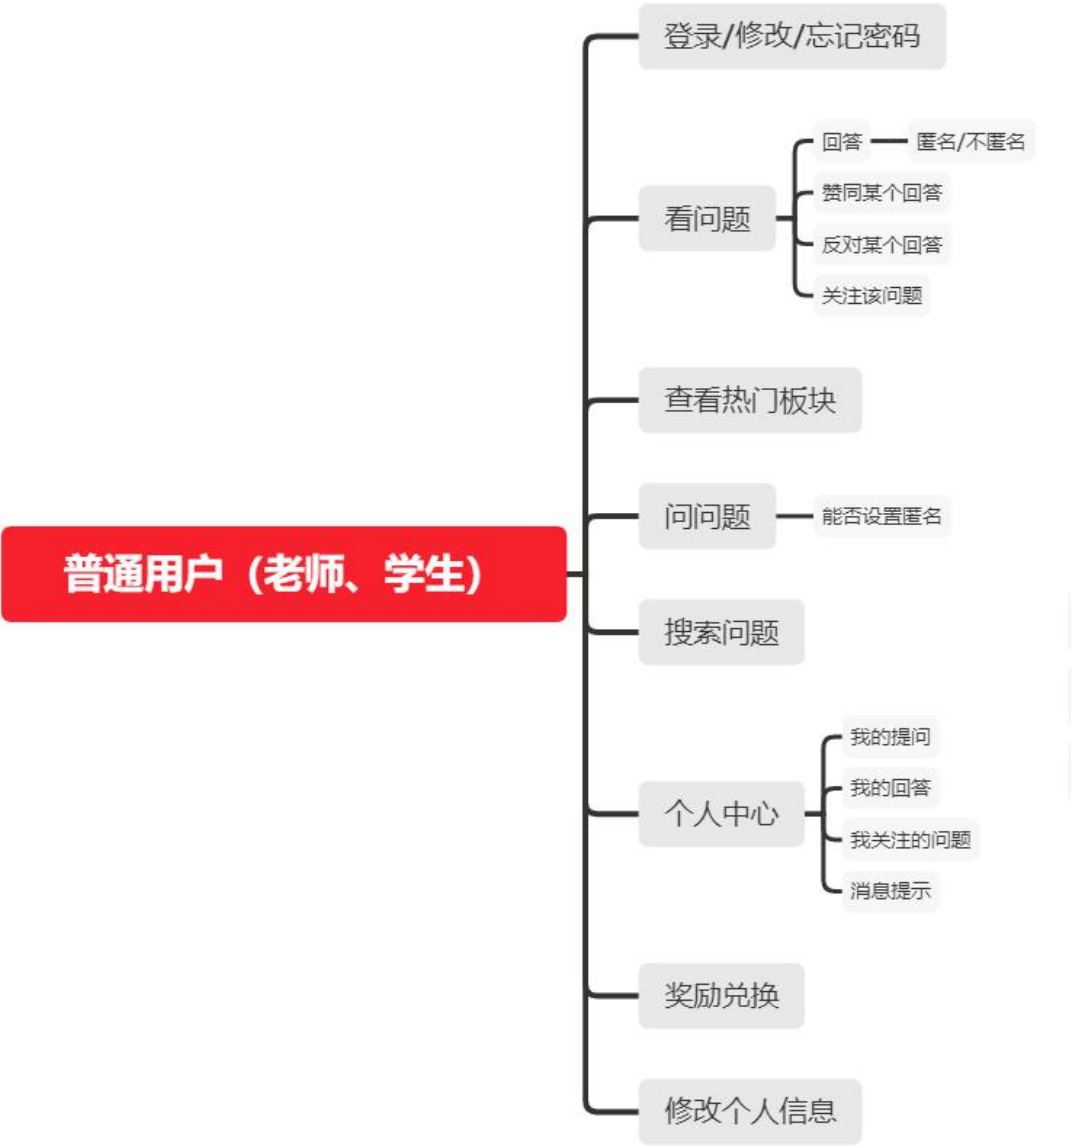 登录/修改/忘记密码
回答
匿名/不匿名
赞同某个回答
看问题
反对某个回答
关注该问题
查看热门板块
问问题
能否设置匿名
普通用户（老师、学生）
搜索问题
我的提问
我的回答
个人中心
我关注的问题
消息提示
奖励兑换
修改个人信息